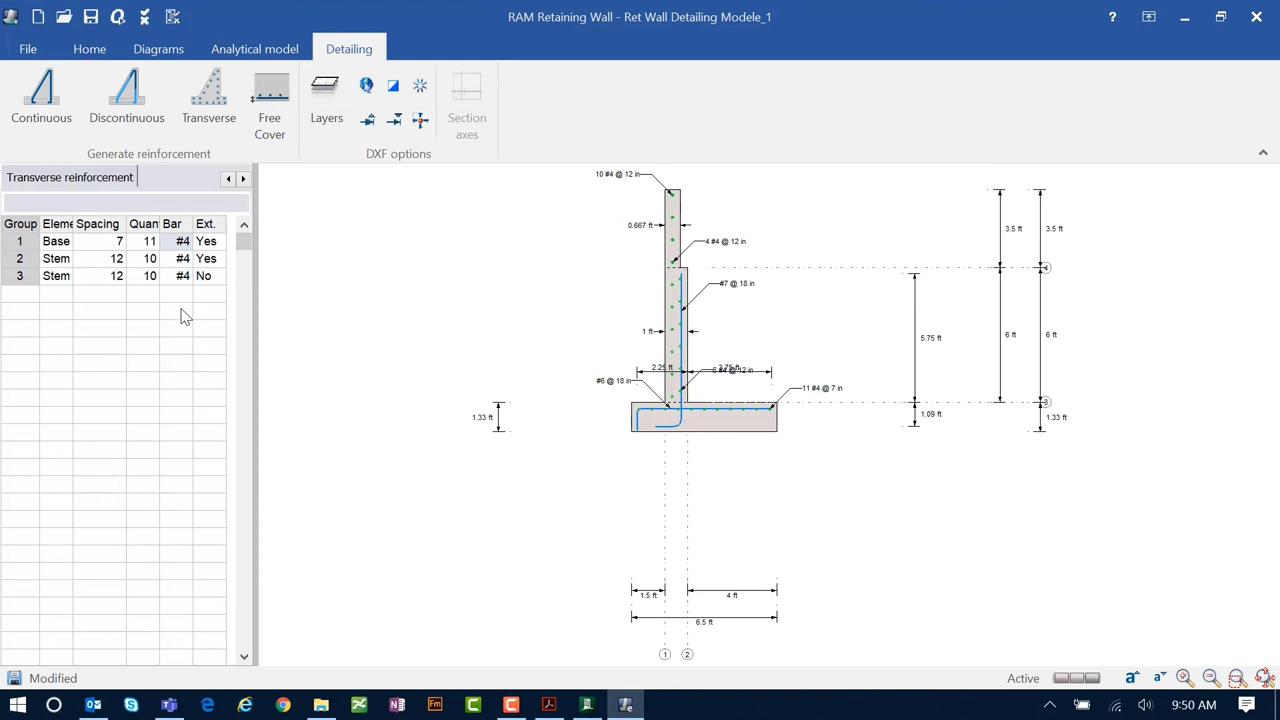 RAM Retaining Wall - Ret Wall Detailing Modele_1
File Home Diagrams Analytical model Detailing
Continuous Discontinuous Transverse Free Cover Layers Section axes
Generate reinforcement DXF options
Transverse reinforcement
Group Eleme Spacing Quan Bar Ext.
1 Base 7 11 #4 Yes
2 Stem 12 10 #4 Yes
3 Stem 12 10 #4 No
10 #4 @ 12 in
0.667 ft
3.5 ft 3.5 ft
4 #4 @ 12 in
4
#7 @ 18 in
1 ft
5.75 ft 6 ft 6 ft
2.25 ft
#6 @ 18 in
11 #4 @ 7 in
3
1.33 ft 1.09 ft 1.33 ft
1.5 ft 4 ft
6.5 ft
1 2
Modified
Active
9:50 AM